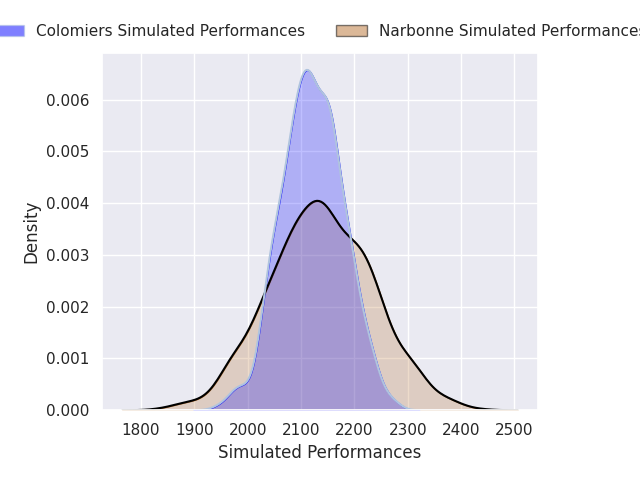 Colomiers Simulated Performances Narbonne Simulated Performances
0.006
0.005
0.004
0.003
0.002
0.001
0.000
Density
1800 1900 2000 2100 2200 2300 2400 2500
Simulated Performances